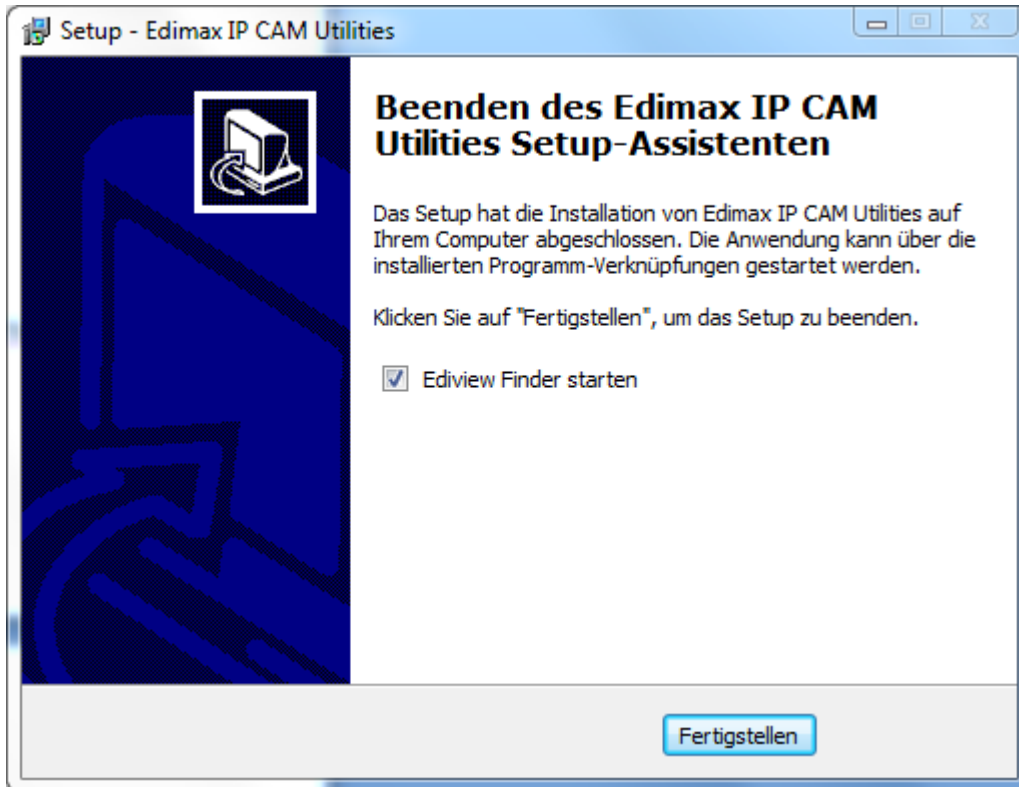 Setup - Edimax IP CAM Utilities
Beenden des Edimax IP CAM
Utilities Setup-Assistenten
Das Setup hat die Installation von Edimax IP CAM Utilities auf
Ihrem Computer abgeschlossen. Die Anwendung kann über die
installierten Programm-Verknüpfungen gestartet werden.
Klicken Sie auf "Fertigstellen", um das Setup zu beenden.
Ediview Finder starten
Fertigstellen